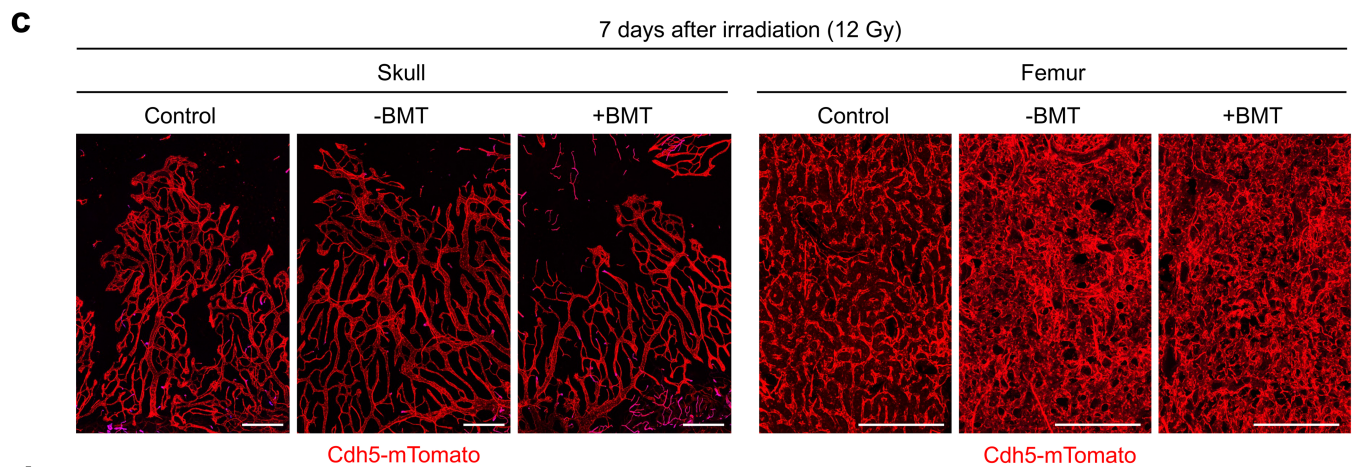 c
7 days after irradiation (12 Gy)
Skull
Femur
Control
-BMT
+BMT
Control
-BMT
+BMT
Cdh5-mTomato
Cdh5-mTomato